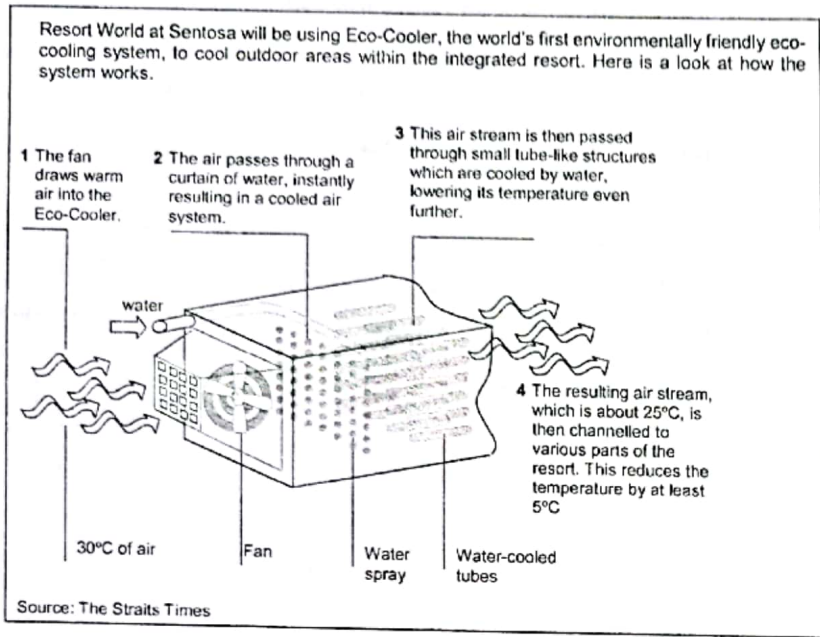 Resort World at Sentosa will be using Eco-Cooler, the world's first environmentally friendly eco-
cooling system, to cool outdoor areas within the integrated resort. Here is a look at how the
system works.
1 The fan
draws warm
air into the
Eco-Cooler.
2 The air passes through a
curtain of water, instantly
resulting in a cooled air
system.
3 This air stream is then passed
through small tube-like structures
which are cooled by water,
lowering its temperature even
further.
water
4 The resulting air stream,
which is about 25ºC, is
then channelled to
various parts of the
resort. This reduces the
temperature by at least
5ºC
30ºC of air
Fan
Water
spray
Water-cooled
tubes
Source: The Straits Times